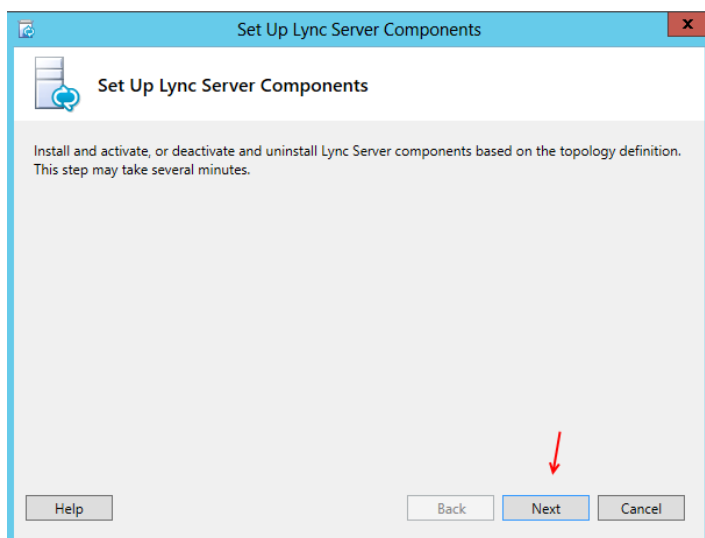 Set Up Lync Server Components
x
Set Up Lync Server Components
Install and activate, or deactivate and uninstall Lync Server components based on the topology definition.
This step may take several minutes.
Help Back Next Cancel